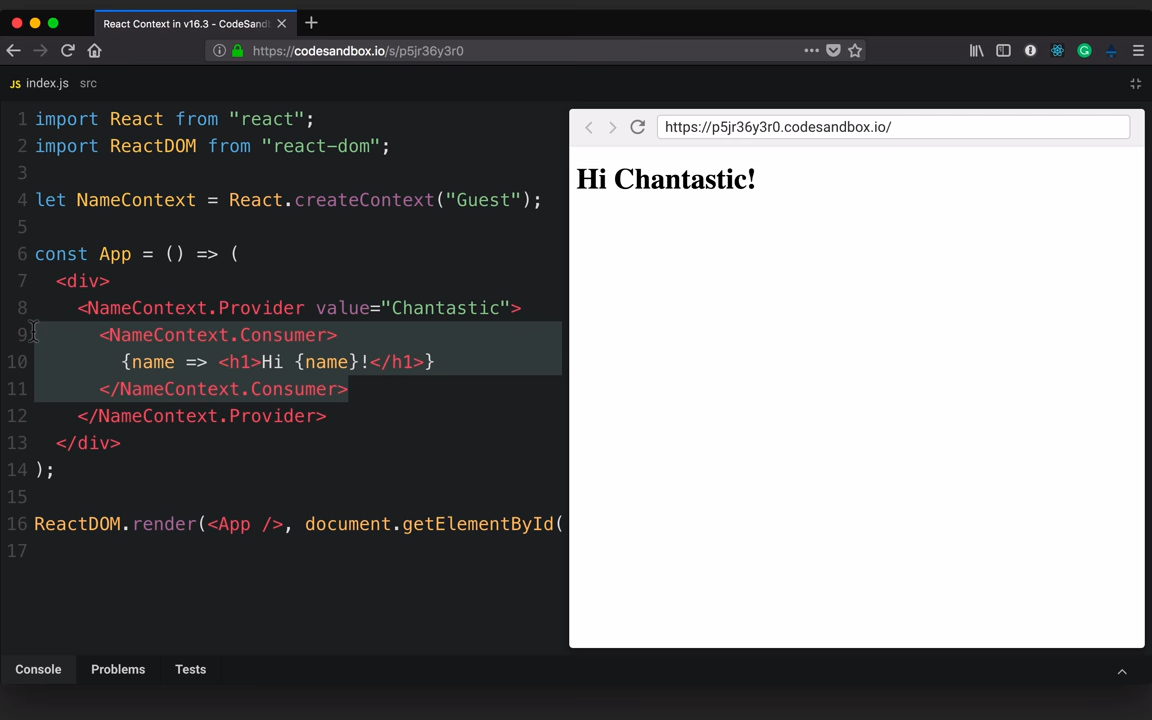 React Context in v16.3 - CodeSand
https://codesandbox.io/s/p5jr36y3r0
JS index.js src
1 import React from "react";
2 import ReactDOM from "react-dom";
3
4 let NameContext = React.createContext("Guest");
5
6 const App = () => (
7 <div>
8 <NameContext.Provider value="Chantastic">
9 <NameContext.Consumer>
10 {name => <h1>Hi {name}!</h1>}
11 </NameContext.Consumer>
12 </NameContext.Provider>
13 </div>
14 );
15
16 ReactDOM.render(<App />, document.getElementById(
17
https://p5jr36y3r0.codesandbox.io/
Hi Chantastic!
Console Problems Tests